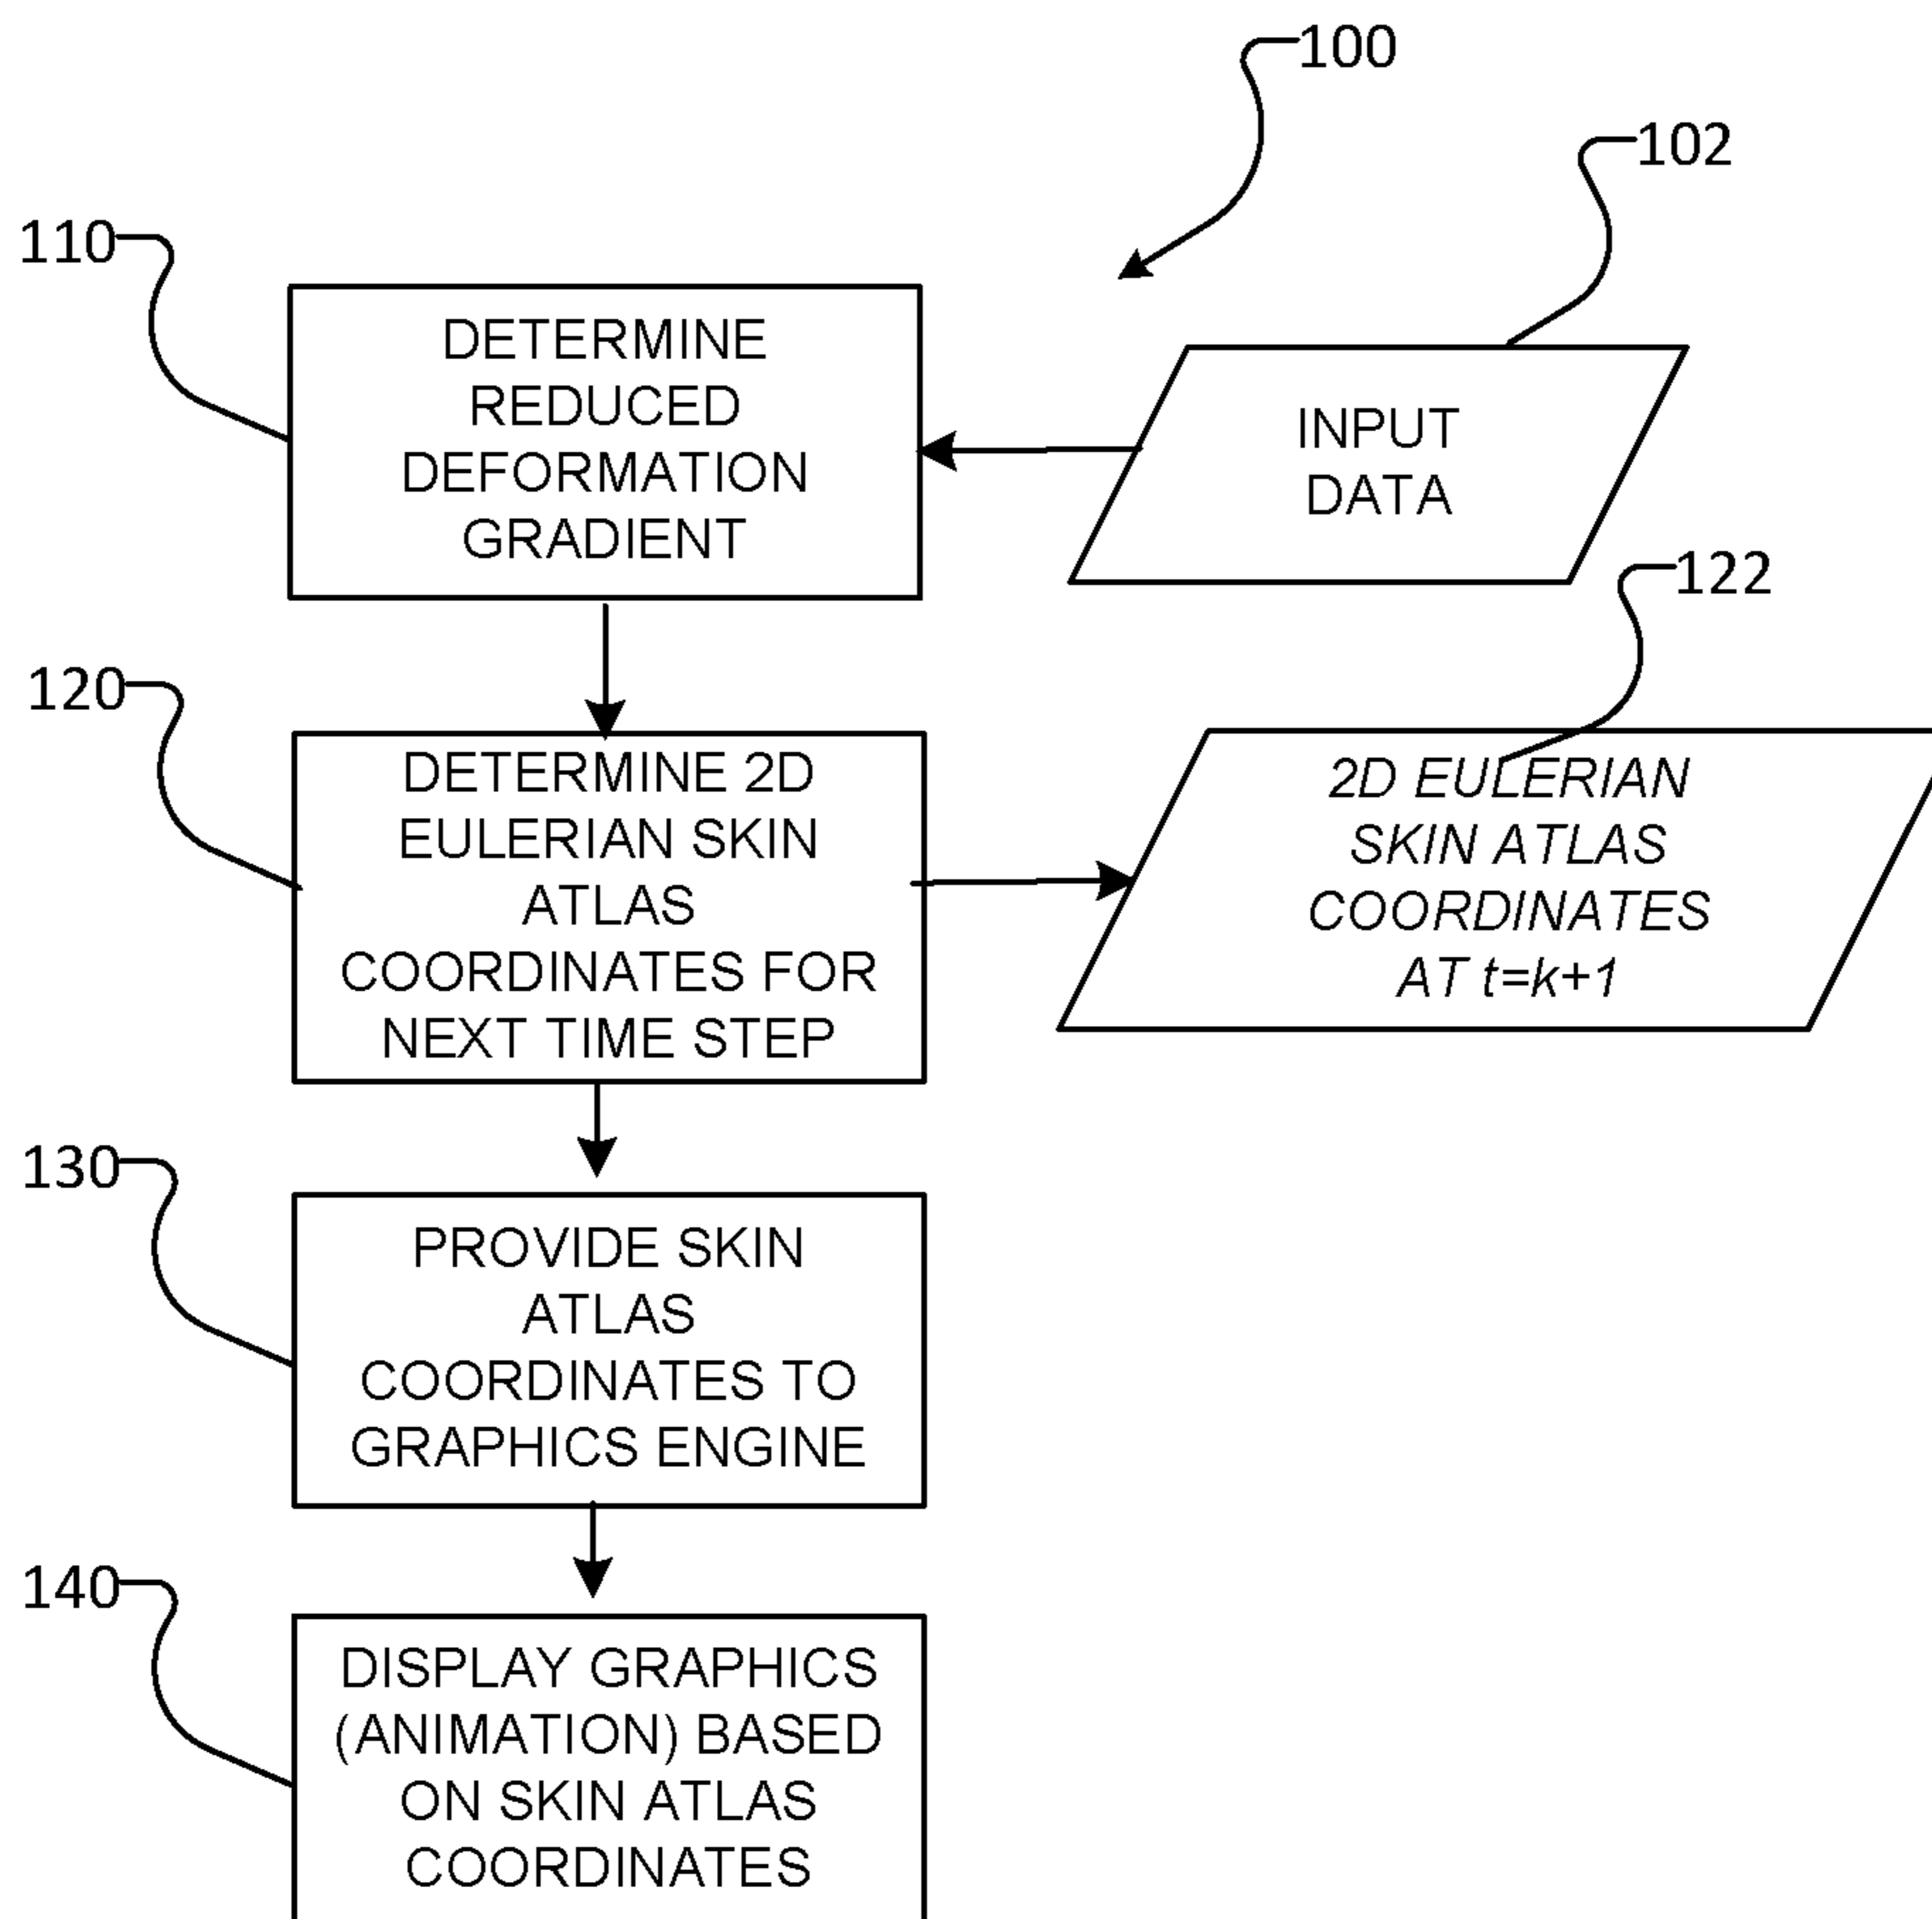 100
102
110
DETERMINE
REDUCED
DEFORMATION
GRADIENT
INPUT
DATA
122
120
DETERMINE 2D
EULERIAN SKIN
ATLAS
COORDINATES FOR
NEXT TIME STEP
2D EULERIAN
SKIN ATLAS
COORDINATES
AT t=k+1
130
PROVIDE SKIN
ATLAS
COORDINATES TO
GRAPHICS ENGINE
140
DISPLAY GRAPHICS
(ANIMATION) BASED
ON SKIN ATLAS
COORDINATES